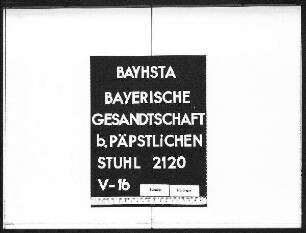 BAYHSTA
BAYERISCHE
GESANDTSCHAFT
b. PÄPSTLiCHEN
STUHL 2120
V-16